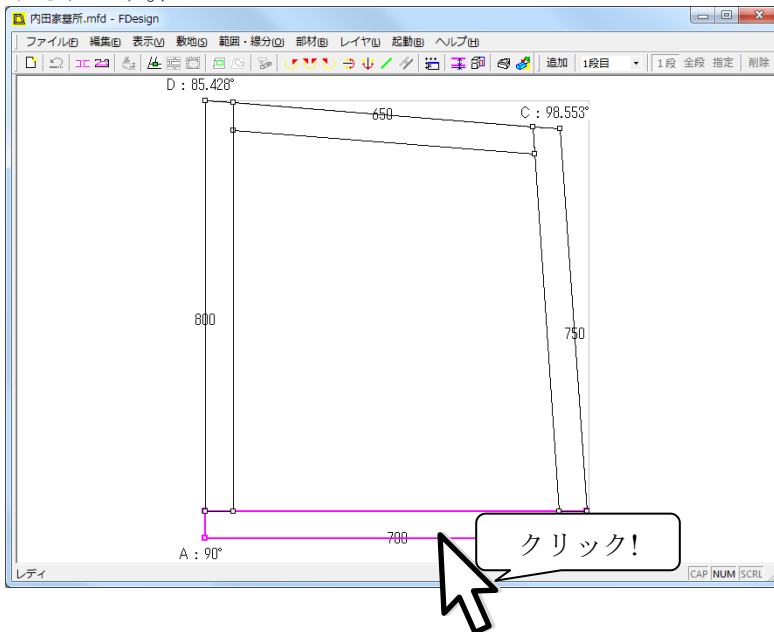 内田家墓所.mfd - FDesign
ファイル(F) 編集(E) 表示(V) 敷地(S) 範囲・線分(O) 部材(B) レイヤ(L) 起動(B) ヘルプ(H)
追加 1段目 1段 全段 指定 削除
D : 85.428°
650
C : 98.553°
800
750
700
クリック!
A : 90°
レディ
CAP NUM SCRL